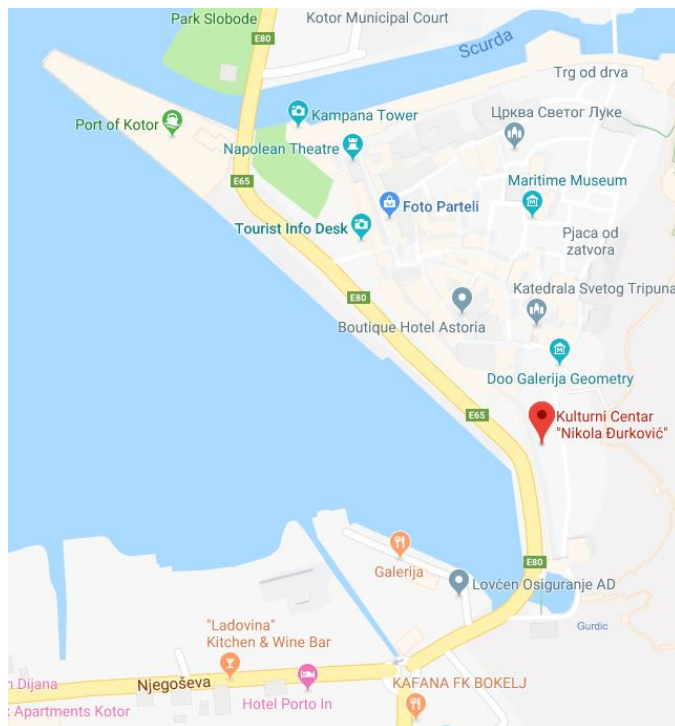 Park Slobode
Kotor Municipal Court
E80
Scurda
Trg od drva
Port of Kotor
Kampana Tower
Црква Светог Луке
Napolean Theatre
E65
Maritime Museum
Foto Parteli
Tourist Info Desk
Pjaca od
zatvora
E80
Katedrala Svetog Tripuna
Boutique Hotel Astoria
Doo Galerija Geometry
E65
Kulturni Centar
"Nikola Đurković"
E80
Galerija
Lovćen Osiguranje AD
"Ladovina"
Kitchen & Wine Bar
Gurdic
Dijana
Njegoševa
Hotel Porto In
KAFANA FK BOKELJ
Apartments Kotor